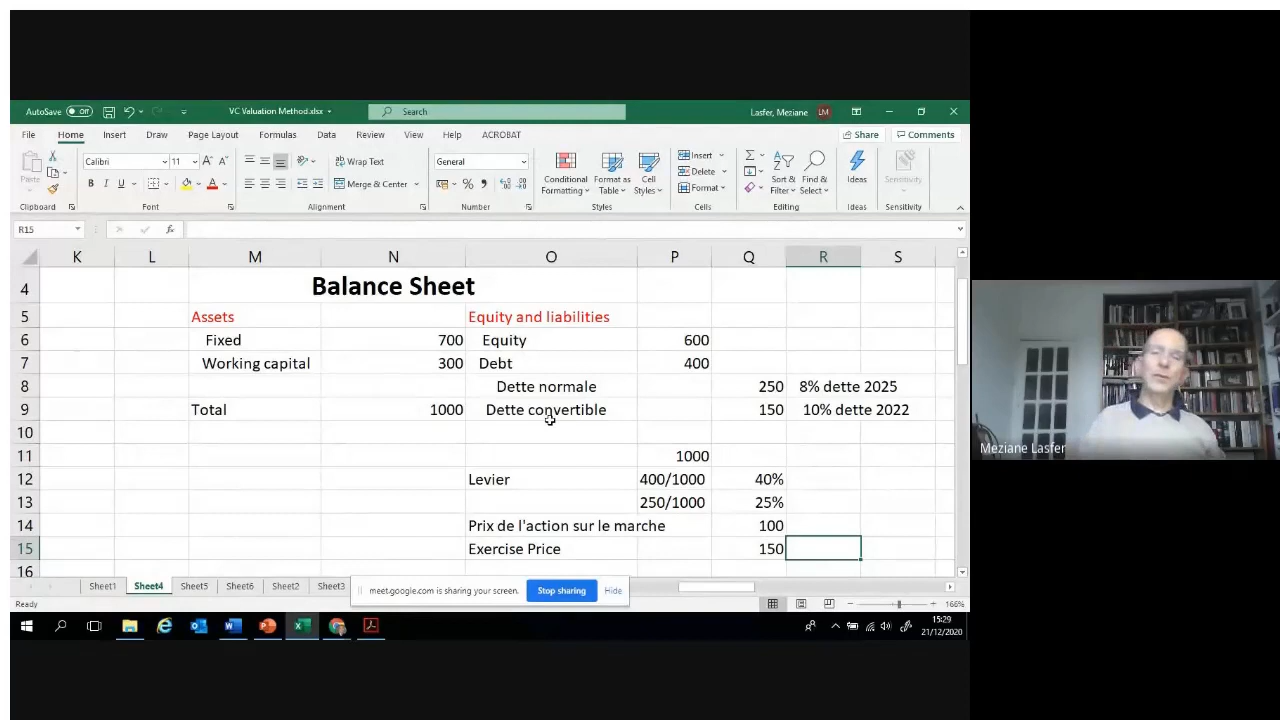 AutoSave Off VC Valuation Method.xlsx Search Lasfer, Meziane LM
File Home Insert Draw Page Layout Formulas Data Review View Help ACROBAT Share Comments
Paste Calibri 11 A A Wrap Text General Conditional Formatting Format as Table Cell Styles Insert Σ Sort & Filter Find & Select Ideas Sensitivity
B I U A Merge & Center % Delete
Format
Clipboard Font Alignment Number Styles Cells Editing Ideas Sensitivity
R15 fx
K L M N O P Q R S
4 Balance Sheet
5 Assets Equity and liabilities
6 Fixed 700 Equity 600
7 Working capital 300 Debt 400
8 Dette normale 250 8% dette 2025
9 Total 1000 Dette convertible 150 10% dette 2022
10
11 1000
12 Levier 400/1000 40%
13 250/1000 25%
14 Prix de l'action sur le marche 100
15 Exercise Price 150
16
Sheet1 Sheet4 Sheet5 Sheet6 Sheet2 Sheet3
meet.google.com is sharing your screen. Stop sharing Hide
Ready 166%
15:29
21/12/2020
Meziane Lasfer